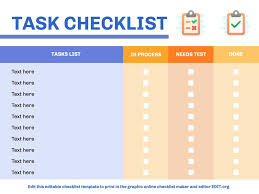 TASK CHECKLIST
TASKS LIST IN PROCESS NEEDS TEST DONE
Text here
Text here
Text here
Text here
Text here
Text here
Text here
Text here
Text here
Edit this editable checklist template to print in the graphic online checklist maker and editor EDIT.org